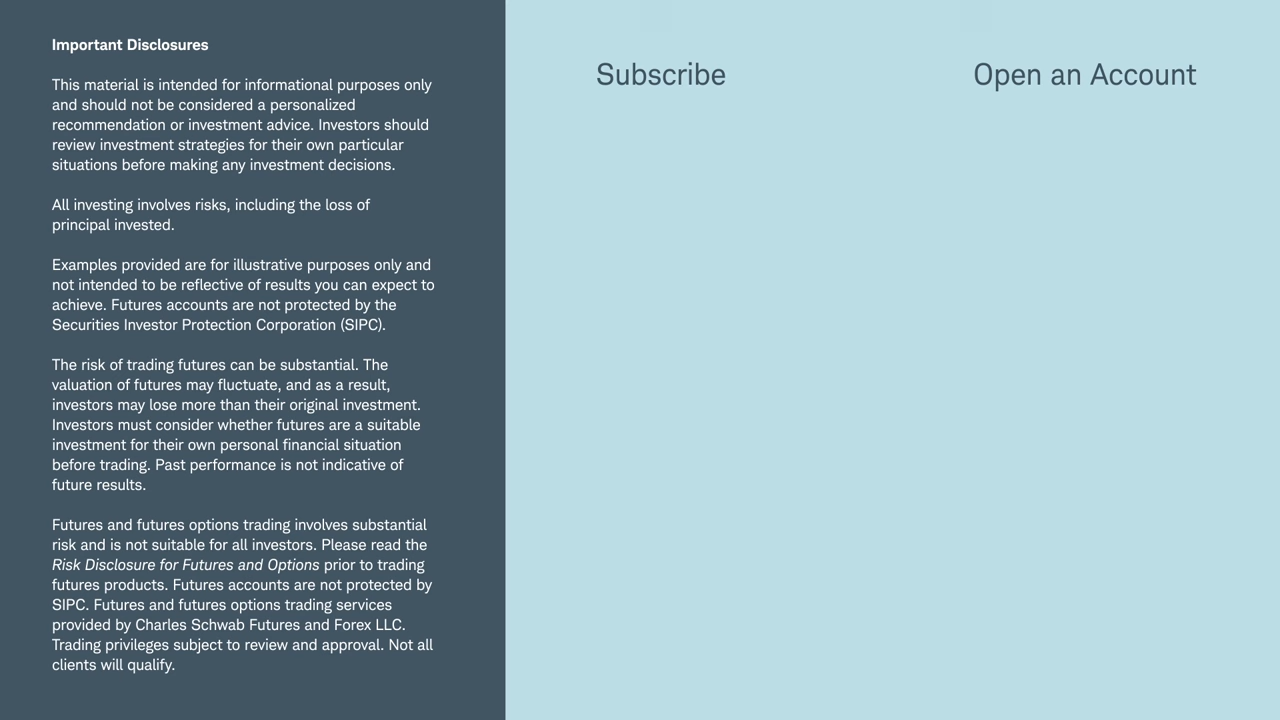 Important Disclosures
This material is intended for informational purposes only
and should not be considered a personalized
recommendation or investment advice. Investors should
review investment strategies for their own particular
situations before making any investment decisions.
All investing involves risks, including the loss of
principal invested.
Examples provided are for illustrative purposes only and
not intended to be reflective of results you can expect to
achieve. Futures accounts are not protected by the
Securities Investor Protection Corporation (SIPC).
The risk of trading futures can be substantial. The
valuation of futures may fluctuate, and as a result,
investors may lose more than their original investment.
Investors must consider whether futures are a suitable
investment for their own personal financial situation
before trading. Past performance is not indicative of
future results.
Futures and futures options trading involves substantial
risk and is not suitable for all investors. Please read the
Risk Disclosure for Futures and Options prior to trading
futures products. Futures accounts are not protected by
SIPC. Futures and futures options trading services
provided by Charles Schwab Futures and Forex LLC.
Trading privileges subject to review and approval. Not all
clients will qualify.
Subscribe
Open an Account